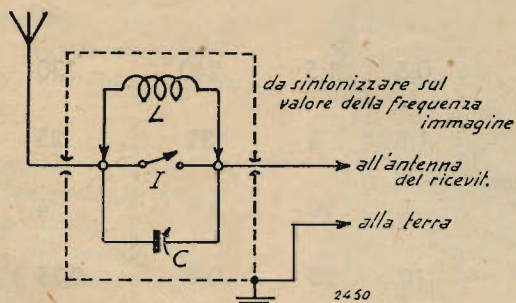 L
da sintonizzare sul
valore della frequenza
immagine
I
all'antenna
del ricevit.
C
alla terra
2450